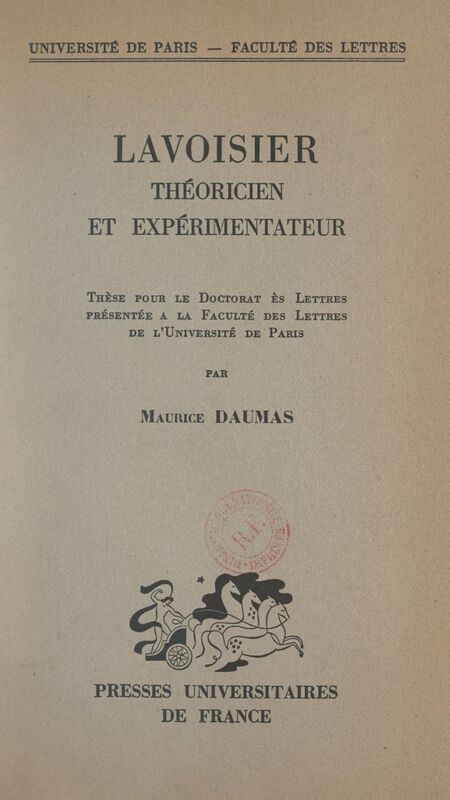 UNIVERSITÉ DE PARIS — FACULTÉ DES LETTRES
LAVOISIER
THÉORICIEN
ET EXPÉRIMENTATEUR
Thèse pour le Doctorat ès Lettres
présentée a la Faculté des Lettres
de l'Université de Paris
PAR
Maurice DAUMAS
R.F.
PRESSES UNIVERSITAIRES
DE FRANCE